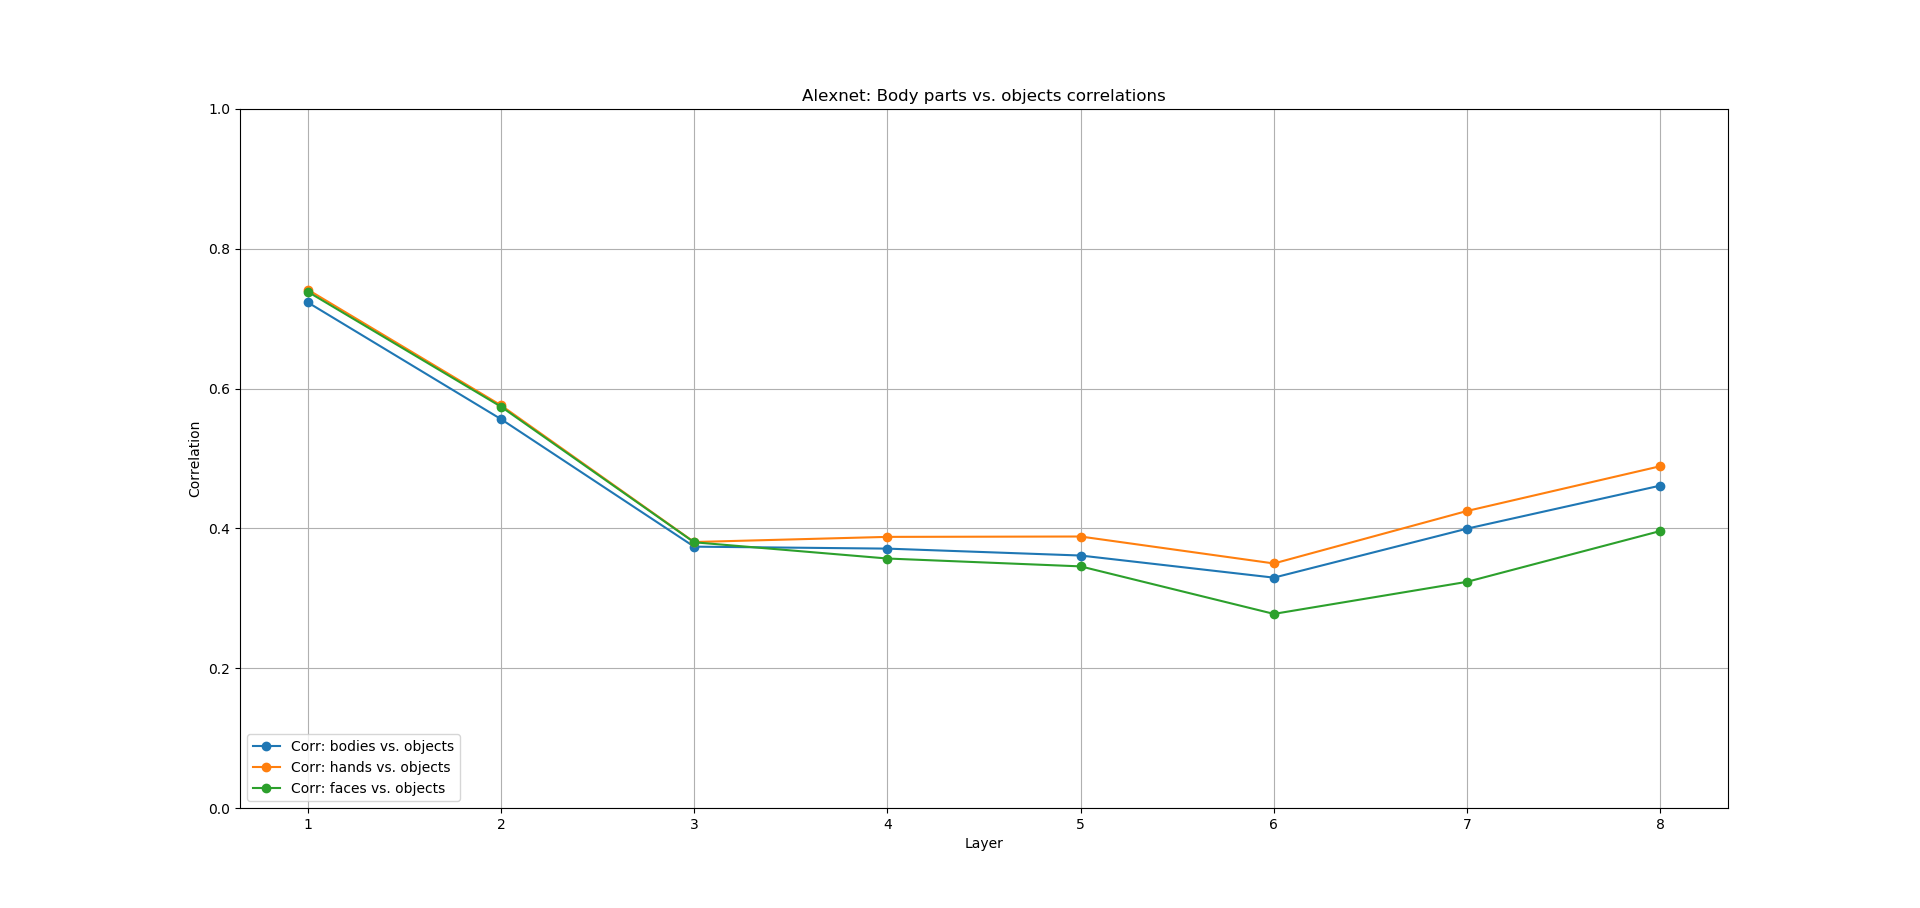 Alexnet: Body parts vs. objects correlations
1.0
0.8
0.6
0.4
0.2
0.0
Correlation
Corr: bodies vs. objects
Corr: hands vs. objects
Corr: faces vs. objects
1 2 3 4 5 6 7 8
Layer